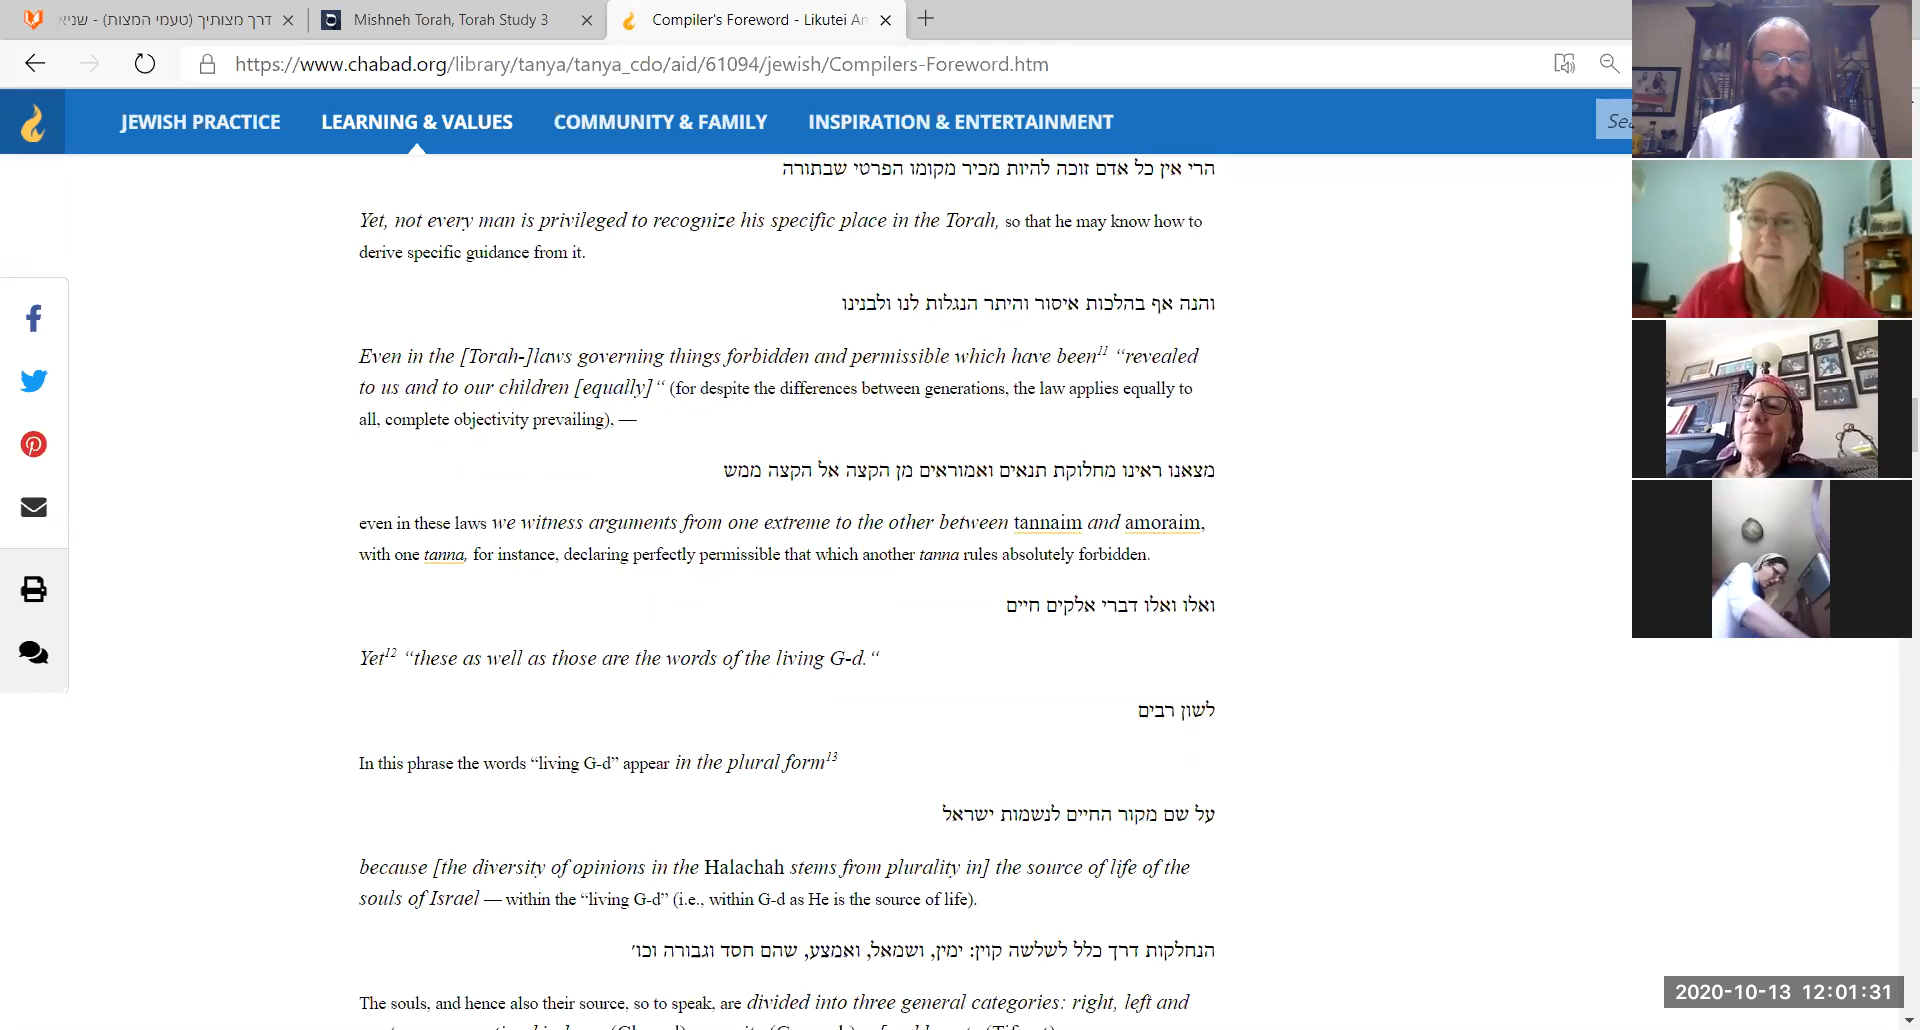 דרך מצותיך (טעמי המצות) - שניא
Mishneh Torah, Torah Study 3
Compiler's Foreword - Likutei Am
https://www.chabad.org/library/tanya/tanya_cdo/aid/61094/jewish/Compilers-Foreword.htm
JEWISH PRACTICE LEARNING & VALUES COMMUNITY & FAMILY INSPIRATION & ENTERTAINMENT
הרי אין כל אדם זוכה להיות מכיר מקומו הפרטי שבתורה
Yet, not every man is privileged to recognize his specific place in the Torah, so that he may know how to
derive specific guidance from it.
והנה אף בהלכות איסור והיתר הנגלות לנו ולבנינו
Even in the [Torah-]laws governing things forbidden and permissible which have been11 “revealed
to us and to our children [equally]“ (for despite the differences between generations, the law applies equally to
all, complete objectivity prevailing), —
מצאנו ראינו מחלוקת תנאים ואמוראים מן הקצה אל הקצה ממש
even in these laws we witness arguments from one extreme to the other between tannaim and amoraim,
with one tanna, for instance, declaring perfectly permissible that which another tanna rules absolutely forbidden.
ואלו ואלו דברי אלקים חיים
Yet12 “these as well as those are the words of the living G-d.“
לשון רבים
In this phrase the words “living G-d” appear in the plural form13
על שם מקור החיים לנשמות ישראל
because [the diversity of opinions in the Halachah stems from plurality in] the source of life of the
souls of Israel — within the “living G-d” (i.e., within G-d as He is the source of life).
הנחלקות דרך כלל לשלשה קוין: ימין, ושמאל, ואמצע, שהם חסד וגבורה וכו׳
The souls, and hence also their source, so to speak, are divided into three general categories: right, left and
2020-10-13 12:01:31